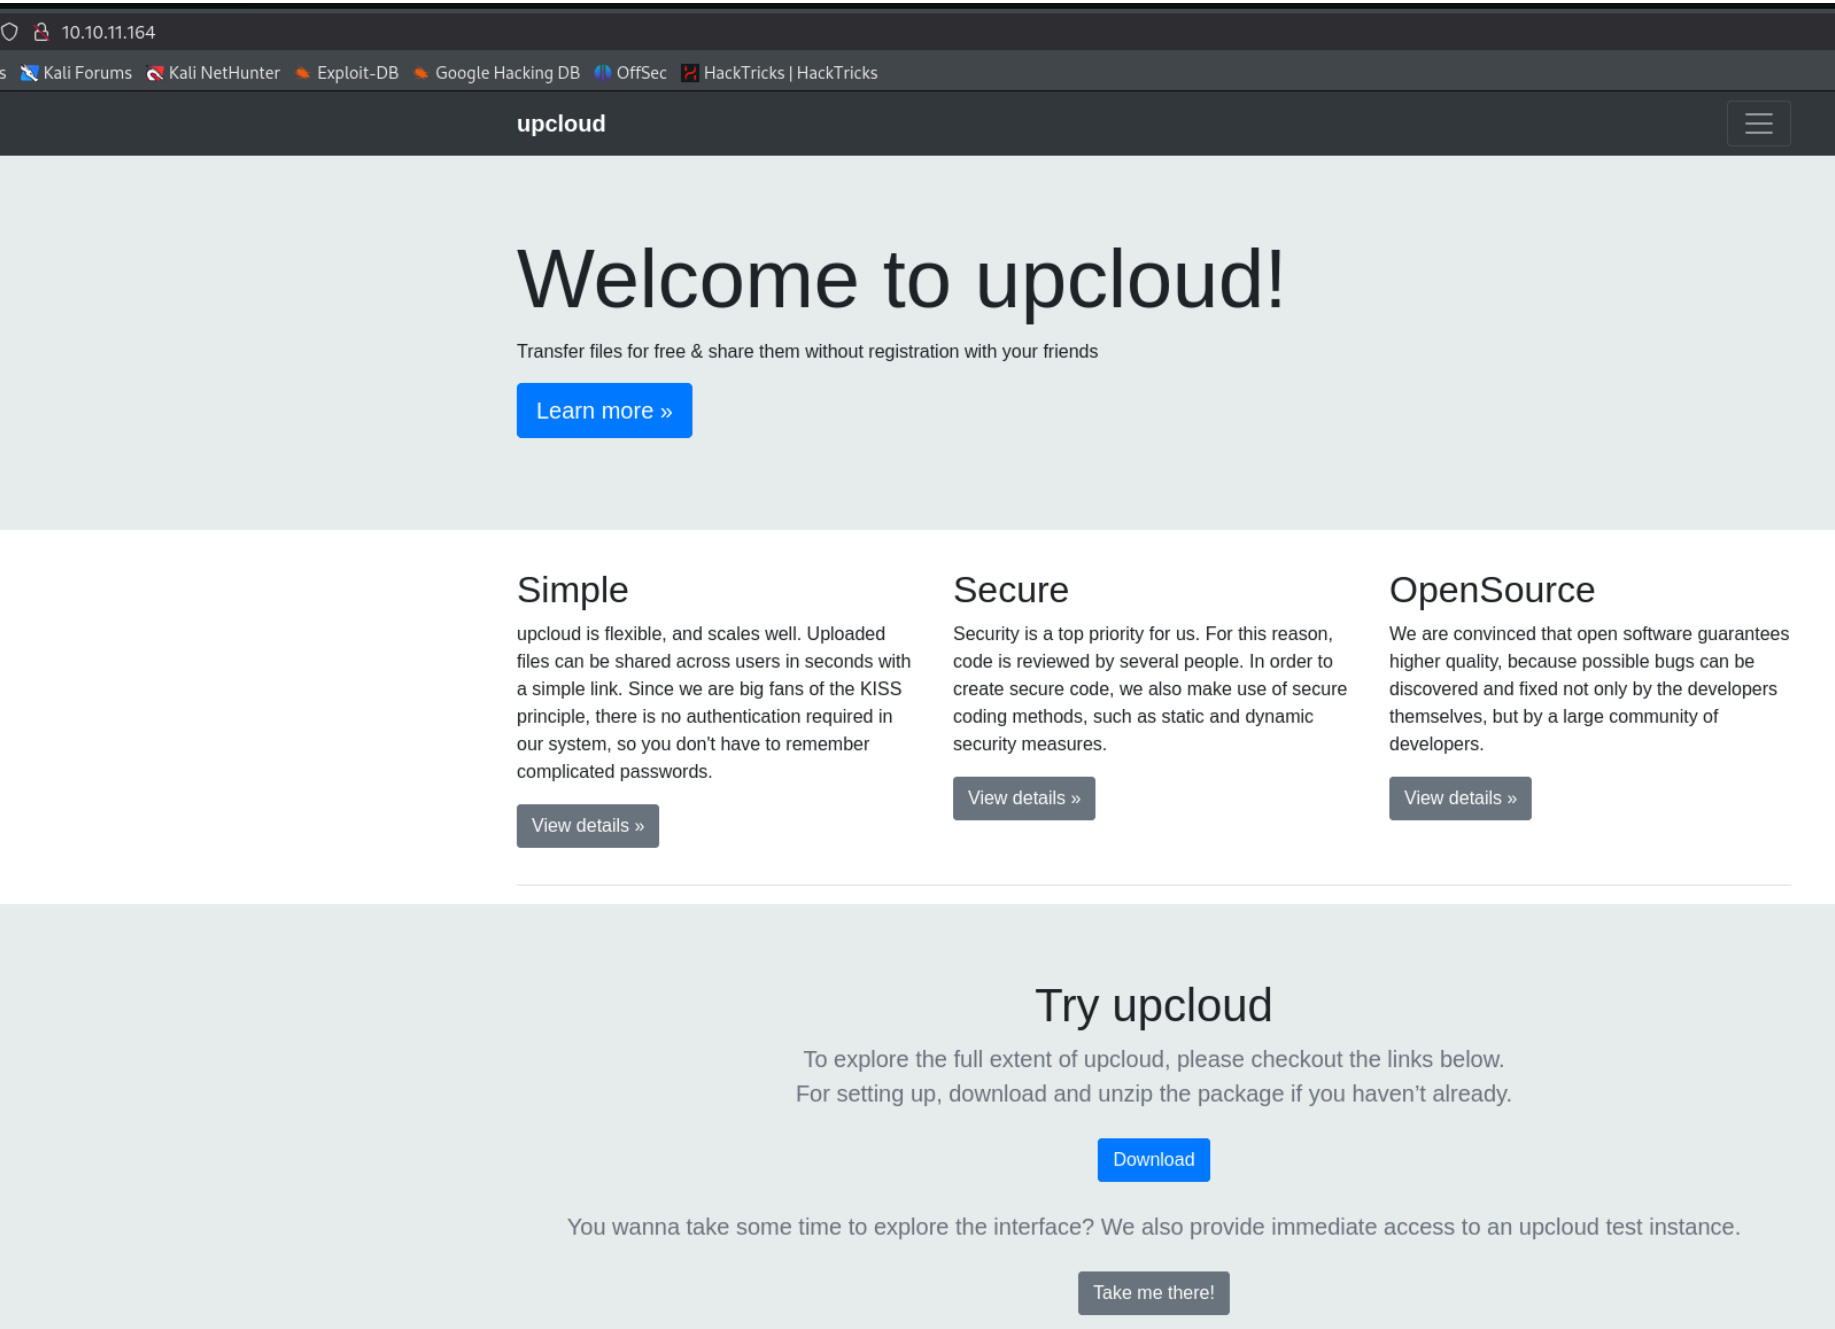 10.10.11.164
s Kali Forums Kali NetHunter Exploit-DB Google Hacking DB OffSec HackTricks | HackTricks
upcloud
Welcome to upcloud!
Transfer files for free & share them without registration with your friends
Learn more »
Simple
upcloud is flexible, and scales well. Uploaded
files can be shared across users in seconds with
a simple link. Since we are big fans of the KISS
principle, there is no authentication required in
our system, so you don't have to remember
complicated passwords.
View details »
Secure
Security is a top priority for us. For this reason,
code is reviewed by several people. In order to
create secure code, we also make use of secure
coding methods, such as static and dynamic
security measures.
View details »
OpenSource
We are convinced that open software guarantees
higher quality, because possible bugs can be
discovered and fixed not only by the developers
themselves, but by a large community of
developers.
View details »
Try upcloud
To explore the full extent of upcloud, please checkout the links below.
For setting up, download and unzip the package if you haven’t already.
Download
You wanna take some time to explore the interface? We also provide immediate access to an upcloud test instance.
Take me there!